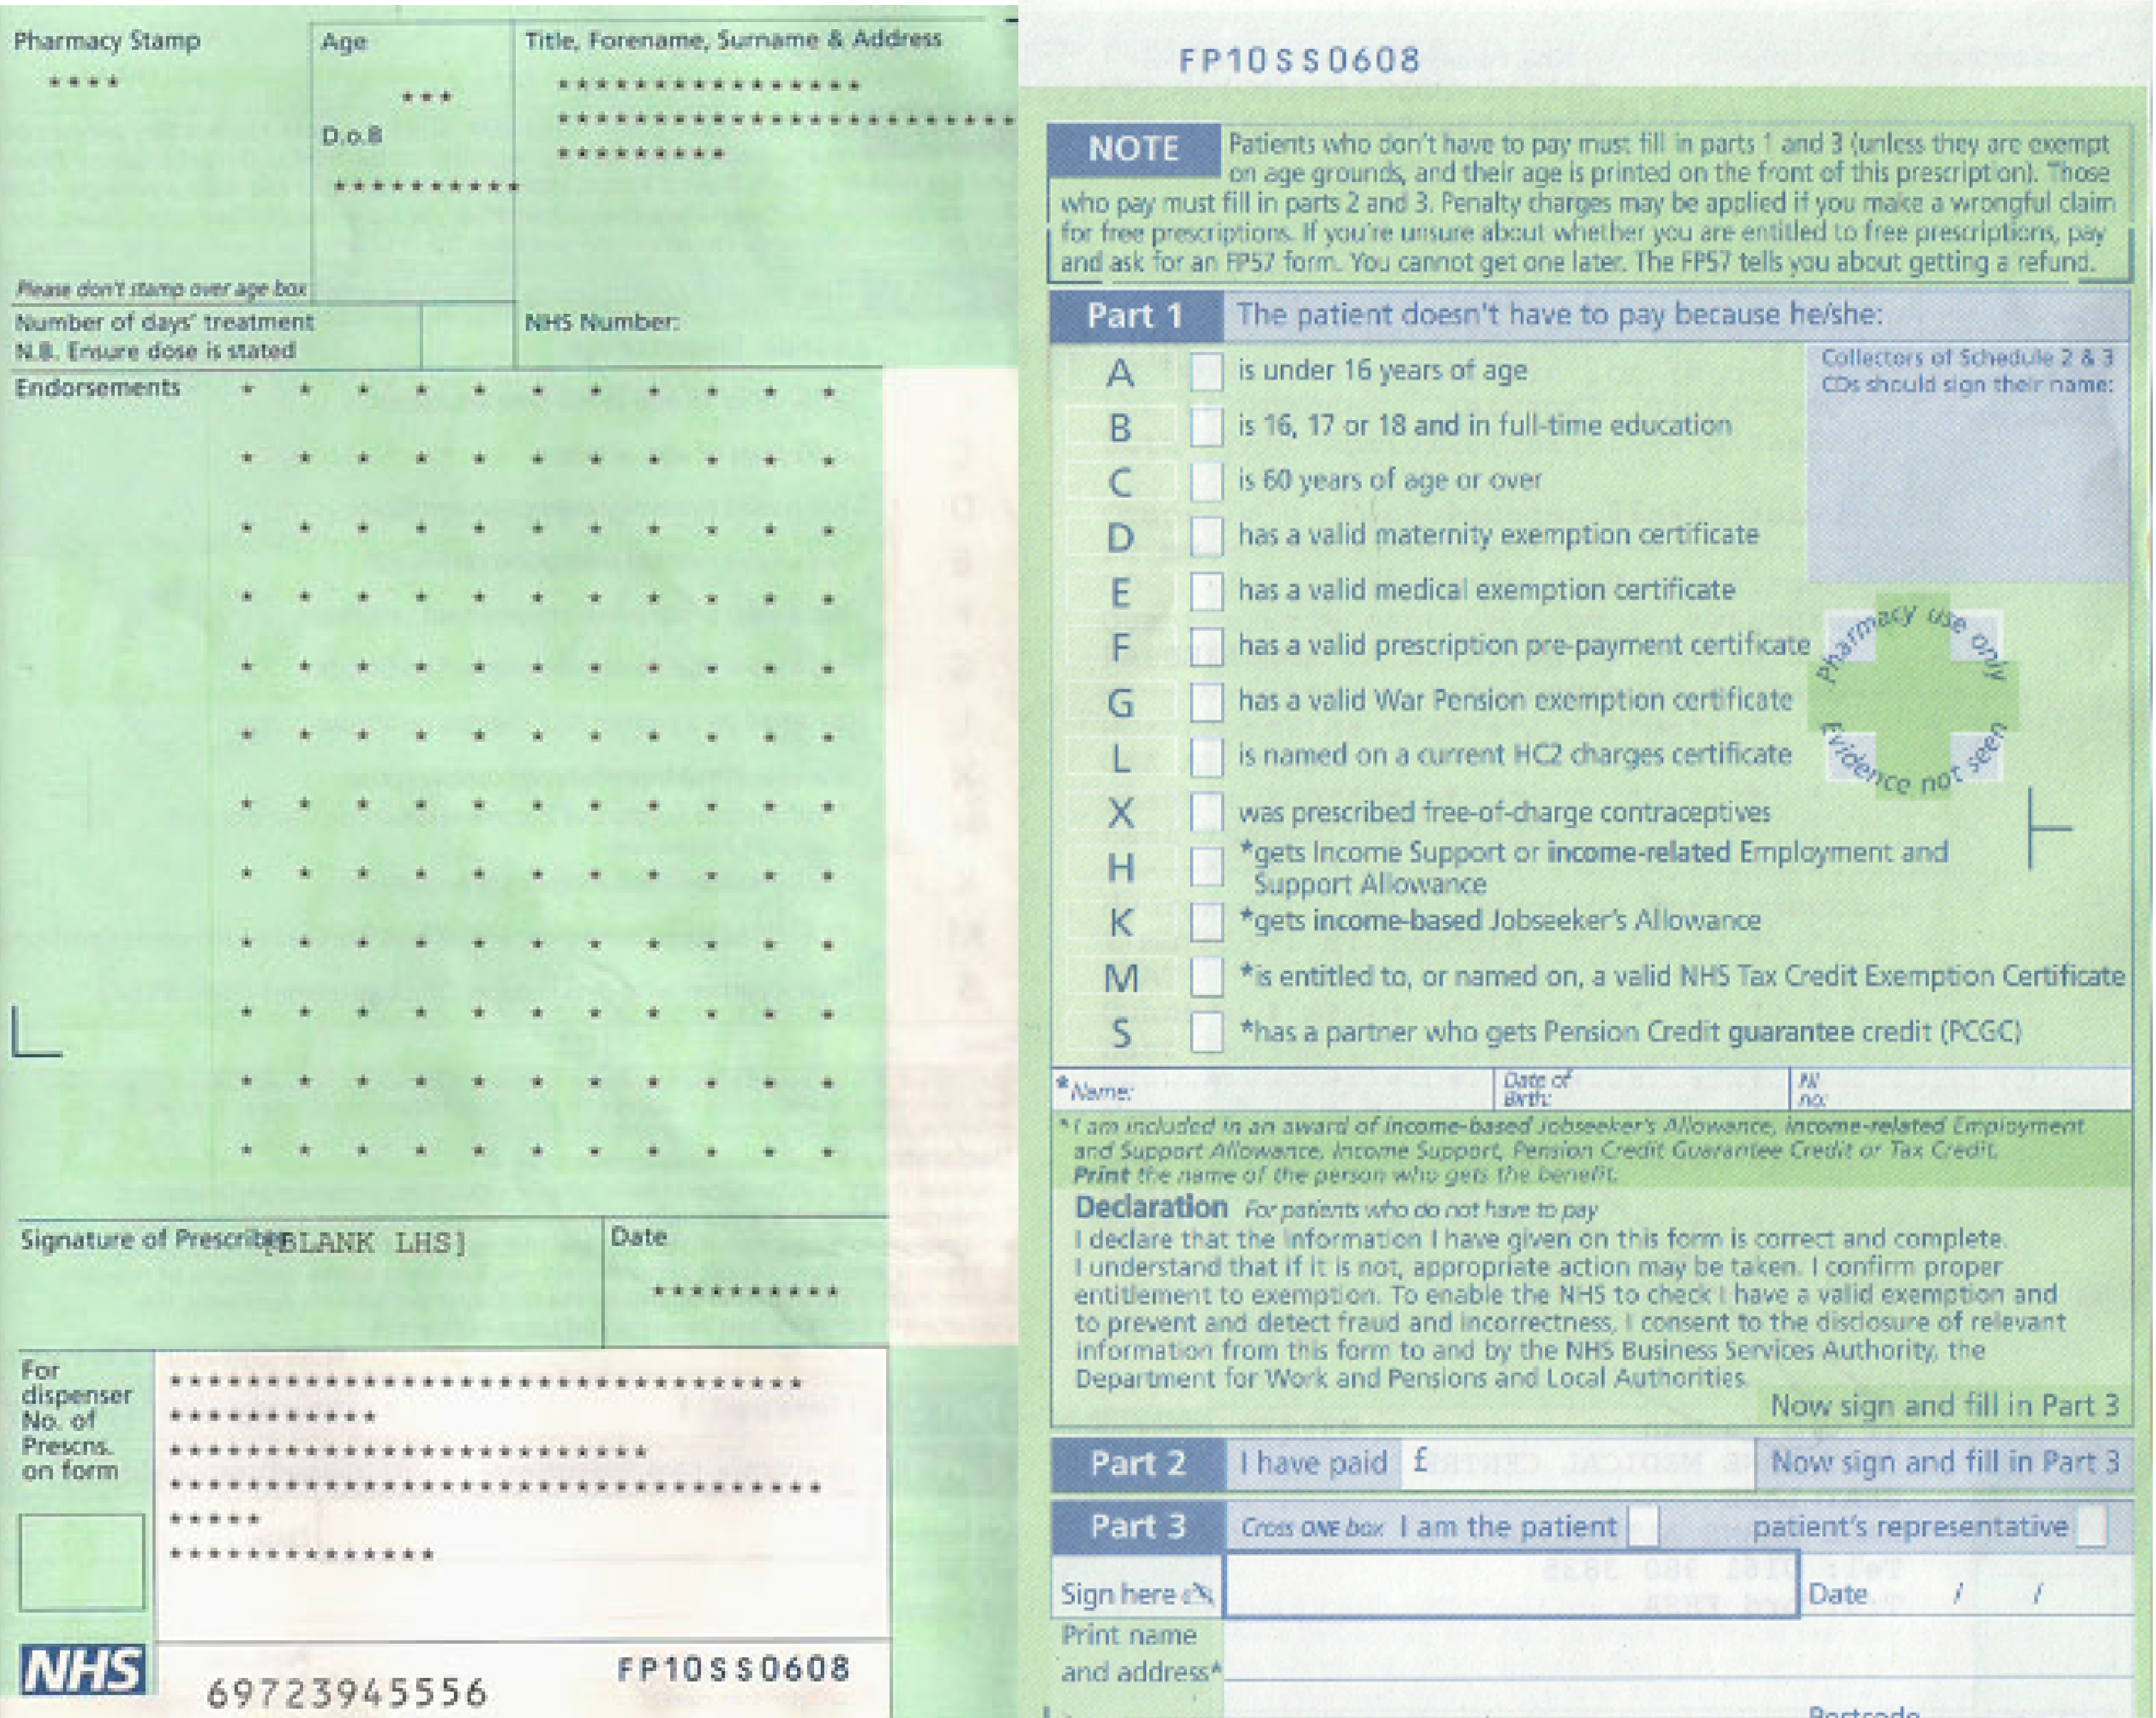 Pharmacy Stamp
****
Please don't stamp over age box
Age
***
D.o.B
**********
Title, Forename, Surname & Address
****************
************************
*********
Number of days' treatment
N.B. Ensure dose is stated
NHS Number:
Endorsements
* * * * * * * * * * *
* * * * * * * * * * *
* * * * * * * * * * *
* * * * * * * * * * *
* * * * * * * * * * *
* * * * * * * * * * *
* * * * * * * * * * *
* * * * * * * * * * *
* * * * * * * * * * *
* * * * * * * * * * *
* * * * * * * * * * *
* * * * * * * * * * *
Signature of Prescriber
[BLANK LHS]
Date
**********
For
dispenser
No. of
Prescns.
on form
*********************************
***********
*************************
**********************************
*****
**************
NHS
69723945556
FP10SS0608
FP10SS0608
NOTE
Patients who don't have to pay must fill in parts 1 and 3 (unless they are exempt
on age grounds, and their age is printed on the front of this prescription). Those
who pay must fill in parts 2 and 3. Penalty charges may be applied if you make a wrongful claim
for free prescriptions. If you're unsure about whether you are entitled to free prescriptions, pay
and ask for an FP57 form. You cannot get one later. The FP57 tells you about getting a refund.
Part 1 The patient doesn't have to pay because he/she:
A is under 16 years of age
B is 16, 17 or 18 and in full-time education
C is 60 years of age or over
D has a valid maternity exemption certificate
E has a valid medical exemption certificate
F has a valid prescription pre-payment certificate
G has a valid War Pension exemption certificate
L is named on a current HC2 charges certificate
X was prescribed free-of-charge contraceptives
H *gets Income Support or income-related Employment and
Support Allowance
K *gets income-based Jobseeker's Allowance
M *is entitled to, or named on, a valid NHS Tax Credit Exemption Certificate
S *has a partner who gets Pension Credit guarantee credit (PCGC)
Collectors of Schedule 2 & 3
CDs should sign their name:
Pharmacy use only
Evidence not seen
*Name:
Date of
Birth:
NI
no:
*I am included in an award of income-based Jobseeker's Allowance, income-related Employment
and Support Allowance, Income Support, Pension Credit Guarantee Credit or Tax Credit.
Print the name of the person who gets the benefit.
Declaration For patients who do not have to pay
I declare that the information I have given on this form is correct and complete.
I understand that if it is not, appropriate action may be taken. I confirm proper
entitlement to exemption. To enable the NHS to check I have a valid exemption and
to prevent and detect fraud and incorrectness, I consent to the disclosure of relevant
information from this form to and by the NHS Business Services Authority, the
Department for Work and Pensions and Local Authorities.
Now sign and fill in Part 3
Part 2 I have paid £ Now sign and fill in Part 3
Part 3 Cross ONE box I am the patient patient's representative
Sign here Date / /
Print name
and address*
Postcode